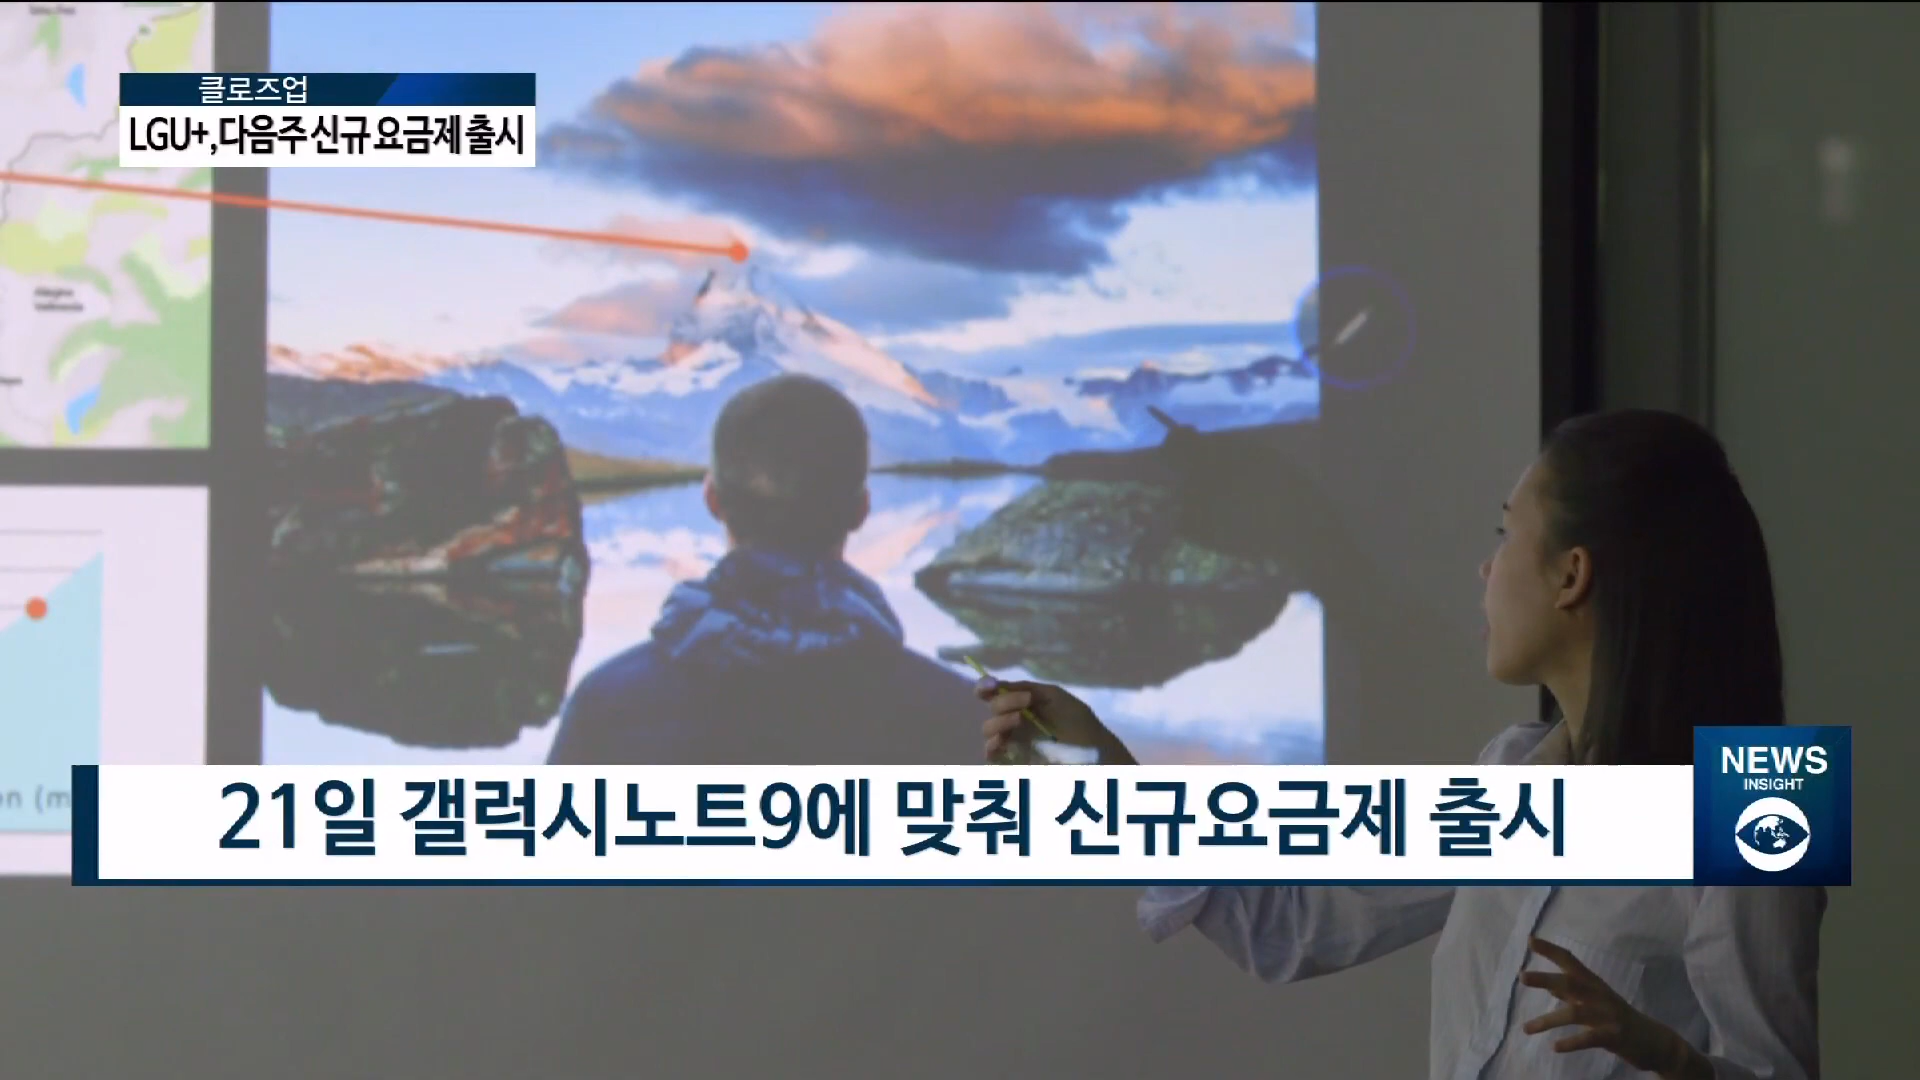 클로즈업
LGU+,다음주 신규 요금제 출시
21일 갤럭시노트9에 맞춰 신규요금제 출시
NEWS
INSIGHT
on (m